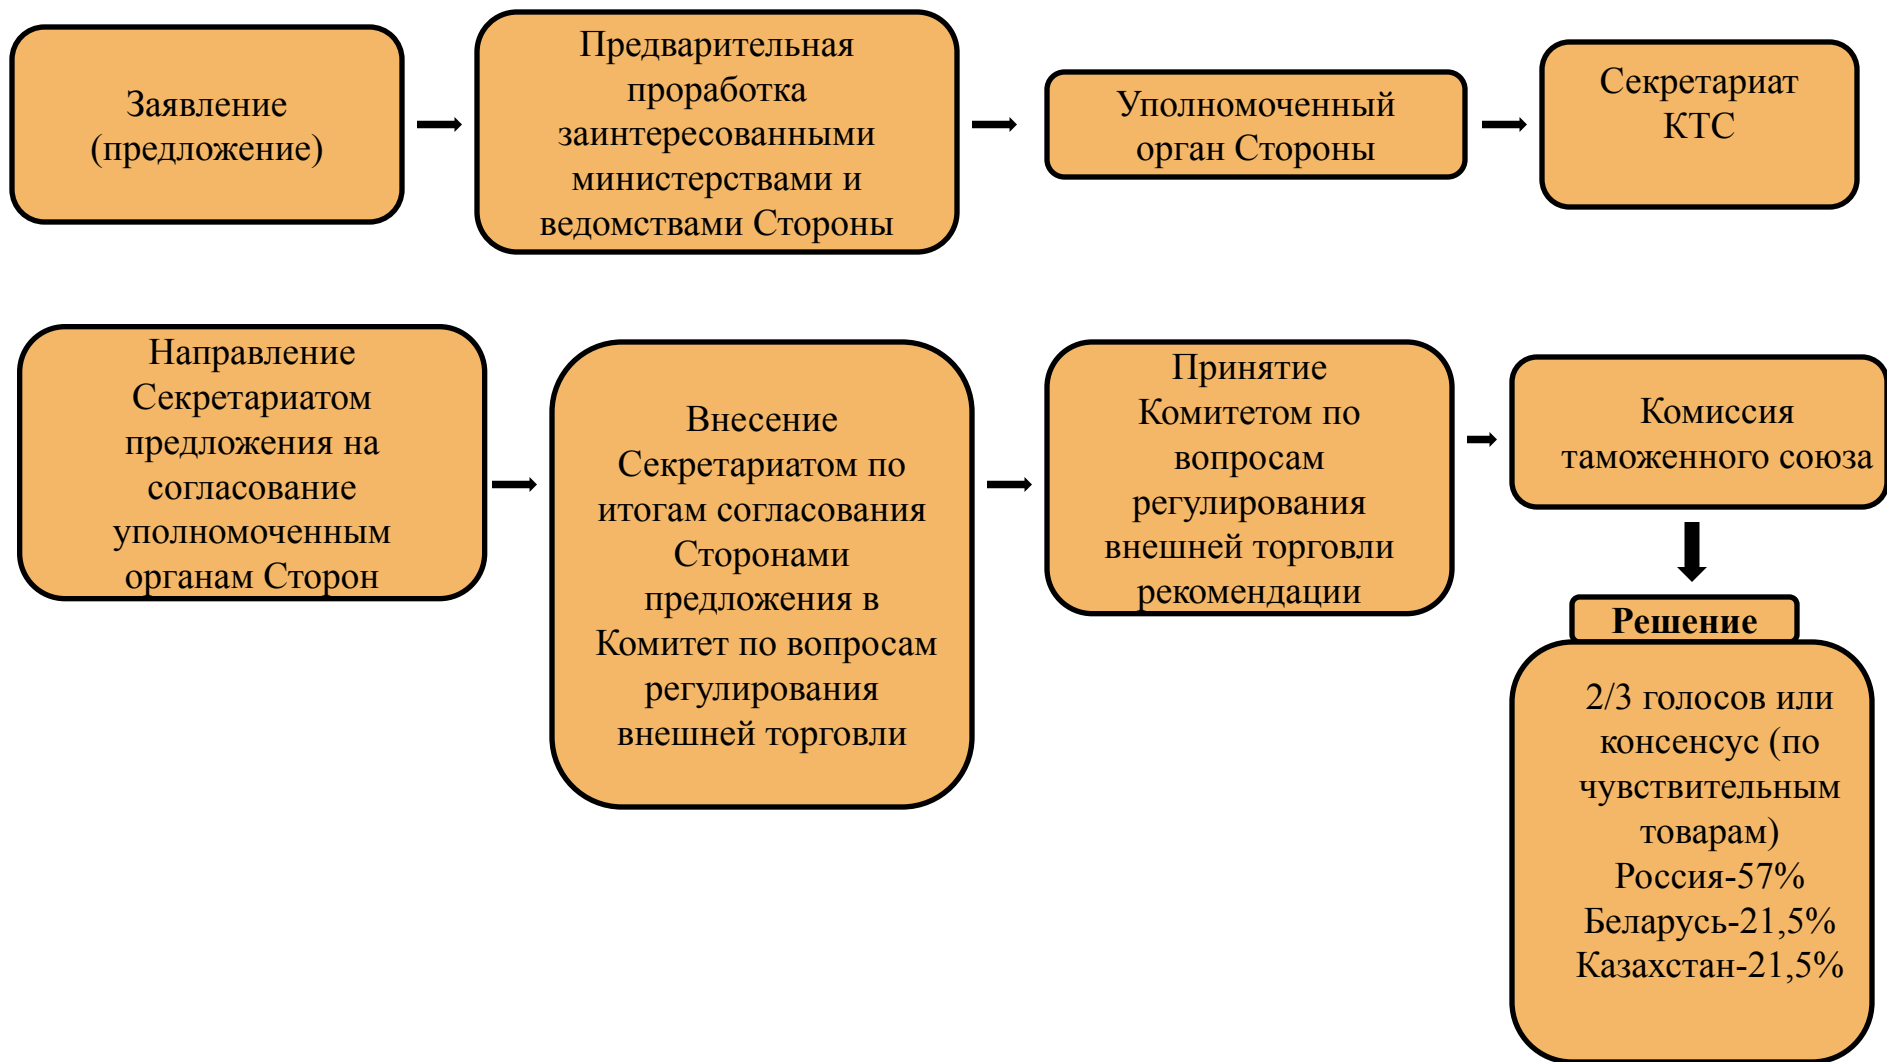 Заявление
(предложение)
Предварительная
проработка
заинтересованными
министерствами и
ведомствами Стороны
Уполномоченный
орган Стороны
Секретариат
КТС
Направление
Секретариатом
предложения на
согласование
уполномоченным
органам Сторон
Внесение
Секретариатом по
итогам согласования
Сторонами
предложения в
Комитет по вопросам
регулирования
внешней торговли
Принятие
Комитетом по
вопросам
регулирования
внешней торговли
рекомендации
Комиссия
таможенного союза
Решение
2/3 голосов или
консенсус (по
чувствительным
товарам)
Россия-57%
Беларусь-21,5%
Казахстан-21,5%